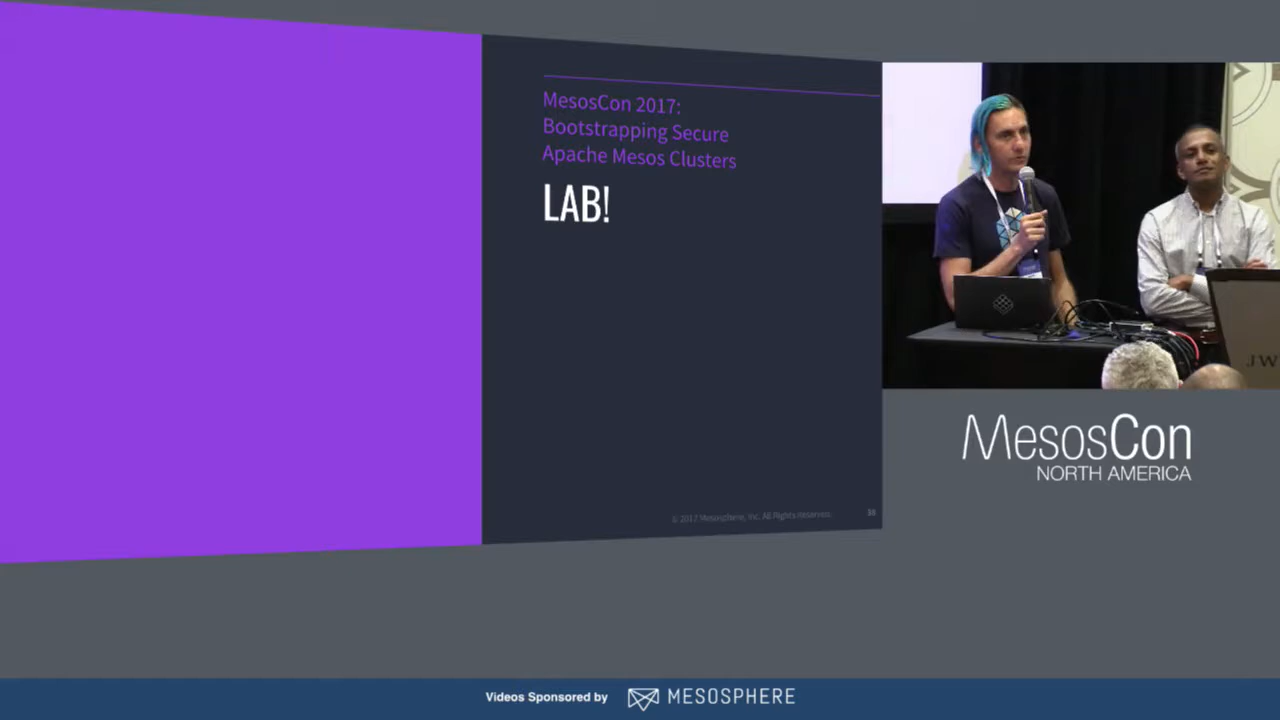 MesosCon 2017:
Bootstrapping Secure
Apache Mesos Clusters
LAB!
© 2017 Mesosphere, Inc. All Rights Reserved.
JW
MesosCon
NORTH AMERICA
Videos Sponsored by MESOSPHERE